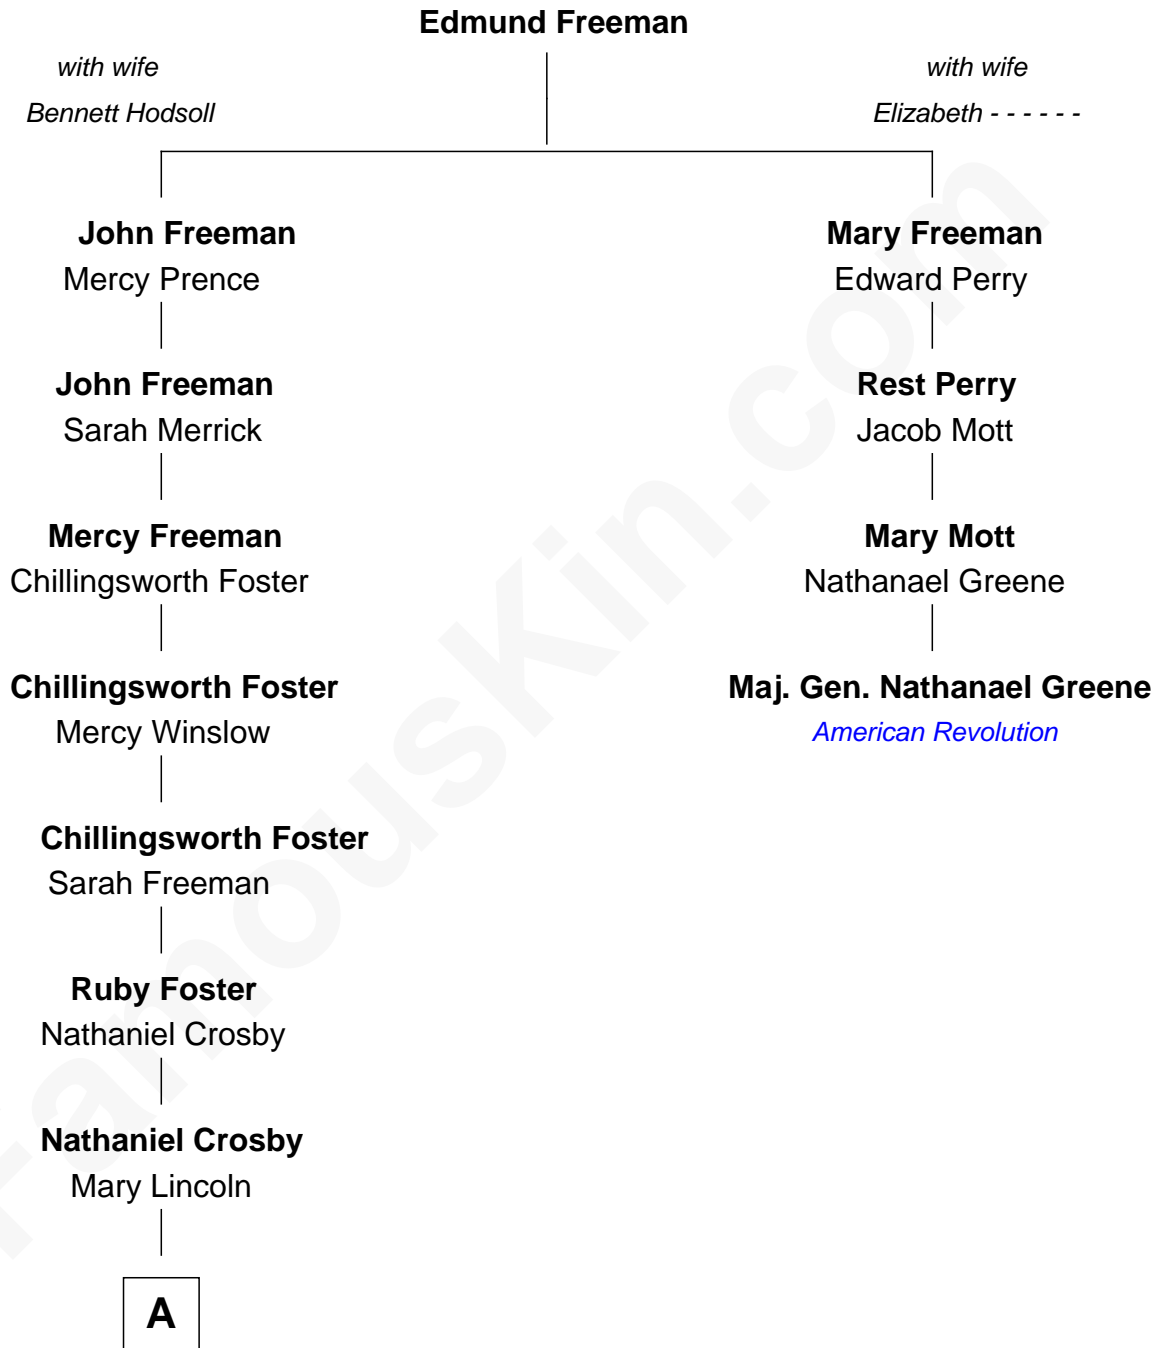 Edmund Freeman
with wife
Bennett Hodsoll
with wife
Elizabeth - - - - - -
John Freeman
Mercy Prence
Mary Freeman
Edward Perry
John Freeman
Sarah Merrick
Rest Perry
Jacob Mott
Mercy Freeman
Chillingsworth Foster
Mary Mott
Nathanael Greene
Chillingsworth Foster
Mercy Winslow
Maj. Gen. Nathanael Greene
American Revolution
Chillingsworth Foster
Sarah Freeman
Ruby Foster
Nathaniel Crosby
Nathaniel Crosby
Mary Lincoln
A
FamousKin.com